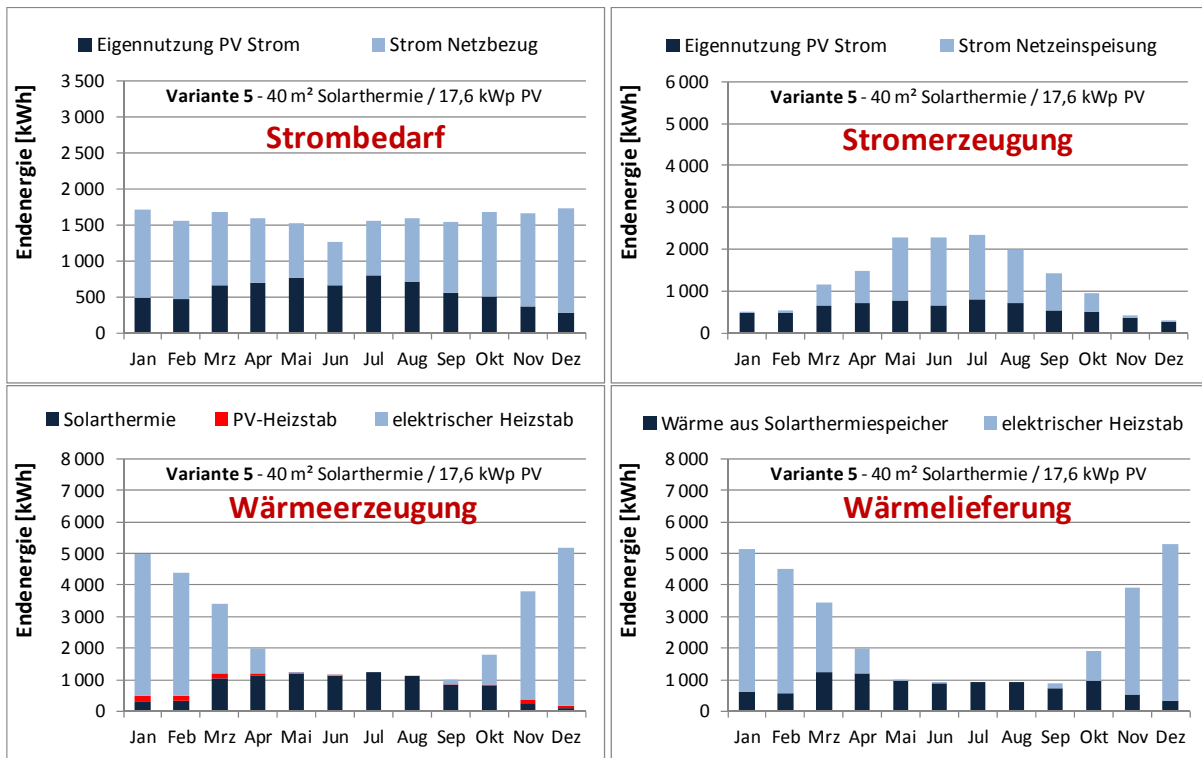 Eigennutzung PV Strom Strom Netzbezug
Endenergie [kWh]
3 500
3 000
2 500
2 000
1 500
1 000
500
0
Variante 5 - 40 m² Solarthermie / 17,6 kWp PV
Strombedarf
Jan Feb Mrz Apr Mai Jun Jul Aug Sep Okt Nov Dez
Eigennutzung PV Strom Strom Netzeinspeisung
Endenergie [kWh]
6 000
5 000
4 000
3 000
2 000
1 000
0
Variante 5 - 40 m² Solarthermie / 17,6 kWp PV
Stromerzeugung
Jan Feb Mrz Apr Mai Jun Jul Aug Sep Okt Nov Dez
Solarthermie PV-Heizstab elektrischer Heizstab
Endenergie [kWh]
8 000
7 000
6 000
5 000
4 000
3 000
2 000
1 000
0
Variante 5 - 40 m² Solarthermie / 17,6 kWp PV
Wärmeerzeugung
Jan Feb Mrz Apr Mai Jun Jul Aug Sep Okt Nov Dez
Wärme aus Solarthermiespeicher elektrischer Heizstab
Endenergie [kWh]
8 000
7 000
6 000
5 000
4 000
3 000
2 000
1 000
0
Variante 5 - 40 m² Solarthermie / 17,6 kWp PV
Wärmelieferung
Jan Feb Mrz Apr Mai Jun Jul Aug Sep Okt Nov Dez